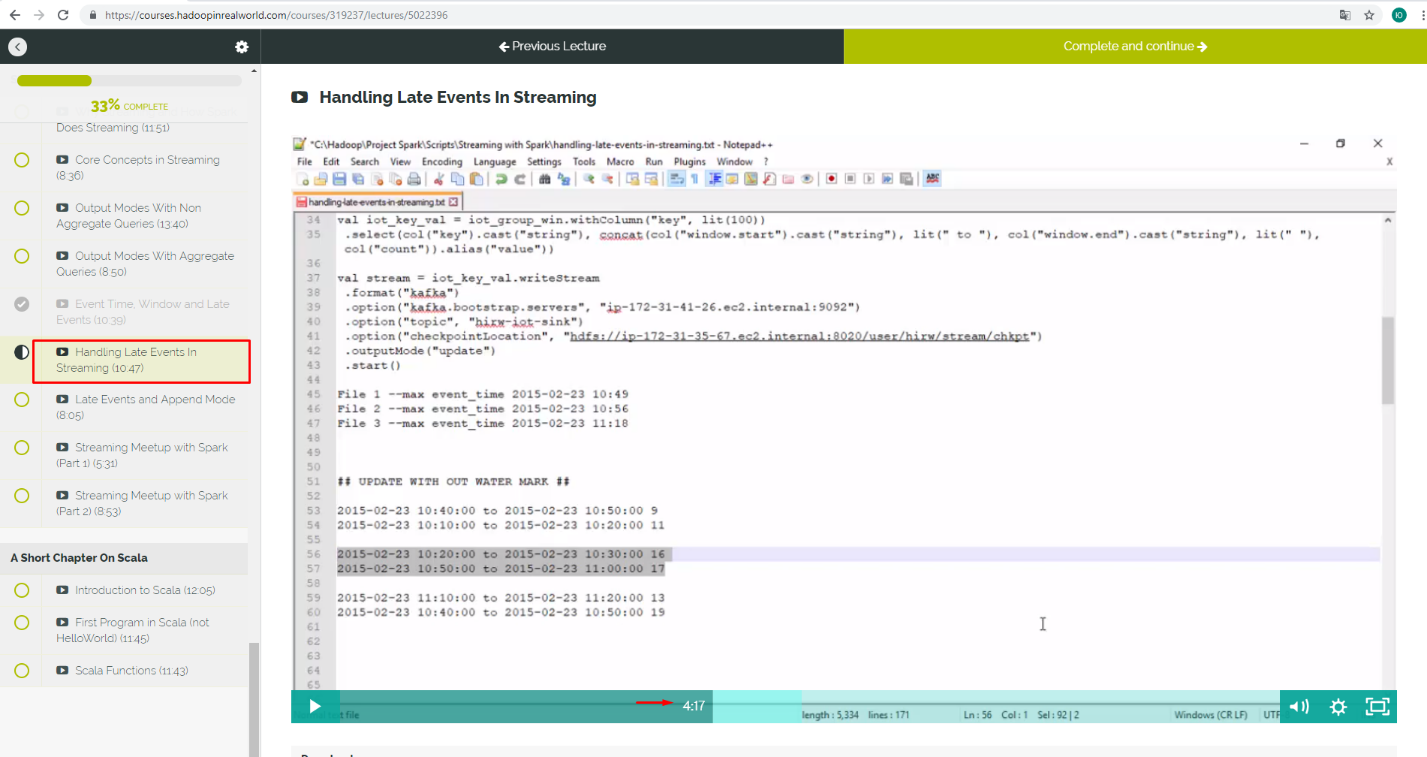 https://courses.hadoopinrealworld.com/courses/319237/lectures/5022396
Previous Lecture
Complete and continue
33% COMPLETE
Does Streaming (11:51)
Core Concepts in Streaming
(8:36)
Output Modes With Non
Aggregate Queries (13:40)
Output Modes With Aggregate
Queries (8:50)
Event Time, Window and Late
Events (10:39)
Handling Late Events In
Streaming (10:47)
Late Events and Append Mode
(8:05)
Streaming Meetup with Spark
(Part 1) (5:31)
Streaming Meetup with Spark
(Part 2) (8:53)
A Short Chapter On Scala
Introduction to Scala (12:05)
First Program in Scala (not
HelloWorld) (11:45)
Scala Functions (11:43)
Handling Late Events In Streaming
*C:\Hadoop\Project Spark\Scripts\Streaming with Spark\handling-late-events-in-streaming.txt - Notepad++
File Edit Search View Encoding Language Settings Tools Macro Run Plugins Window ? X
handling-late-events-in-streaming.txt
34 val iot_key_val = iot_group_win.withColumn("key", lit(100))
35 .select(col("key").cast("string"), concat(col("window.start").cast("string"), lit(" to "), col("window.end").cast("string"), lit(" "),
col("count")).alias("value"))
36
37 val stream = iot_key_val.writeStream
38 .format("kafka")
39 .option("kafka.bootstrap.servers", "ip-172-31-41-26.ec2.internal:9092")
40 .option("topic", "hirw-iot-sink")
41 .option("checkpointLocation", "hdfs://ip-172-31-35-67.ec2.internal:8020/user/hirw/stream/chkpt")
42 .outputMode("update")
43 .start()
44
45 File 1 --max event_time 2015-02-23 10:49
46 File 2 --max event_time 2015-02-23 10:56
47 File 3 --max event_time 2015-02-23 11:18
48
49
50
51 ## UPDATE WITH OUT WATER MARK ##
52
53 2015-02-23 10:40:00 to 2015-02-23 10:50:00 9
54 2015-02-23 10:10:00 to 2015-02-23 10:20:00 11
55
56 2015-02-23 10:20:00 to 2015-02-23 10:30:00 16
57 2015-02-23 10:50:00 to 2015-02-23 11:00:00 17
58
59 2015-02-23 11:10:00 to 2015-02-23 11:20:00 13
60 2015-02-23 10:40:00 to 2015-02-23 10:50:00 19
61
62
63
64
65
4:17
file length : 5,334 lines : 171 Ln : 56 Col : 1 Sel : 92 | 2 Windows (CR LF) UTF